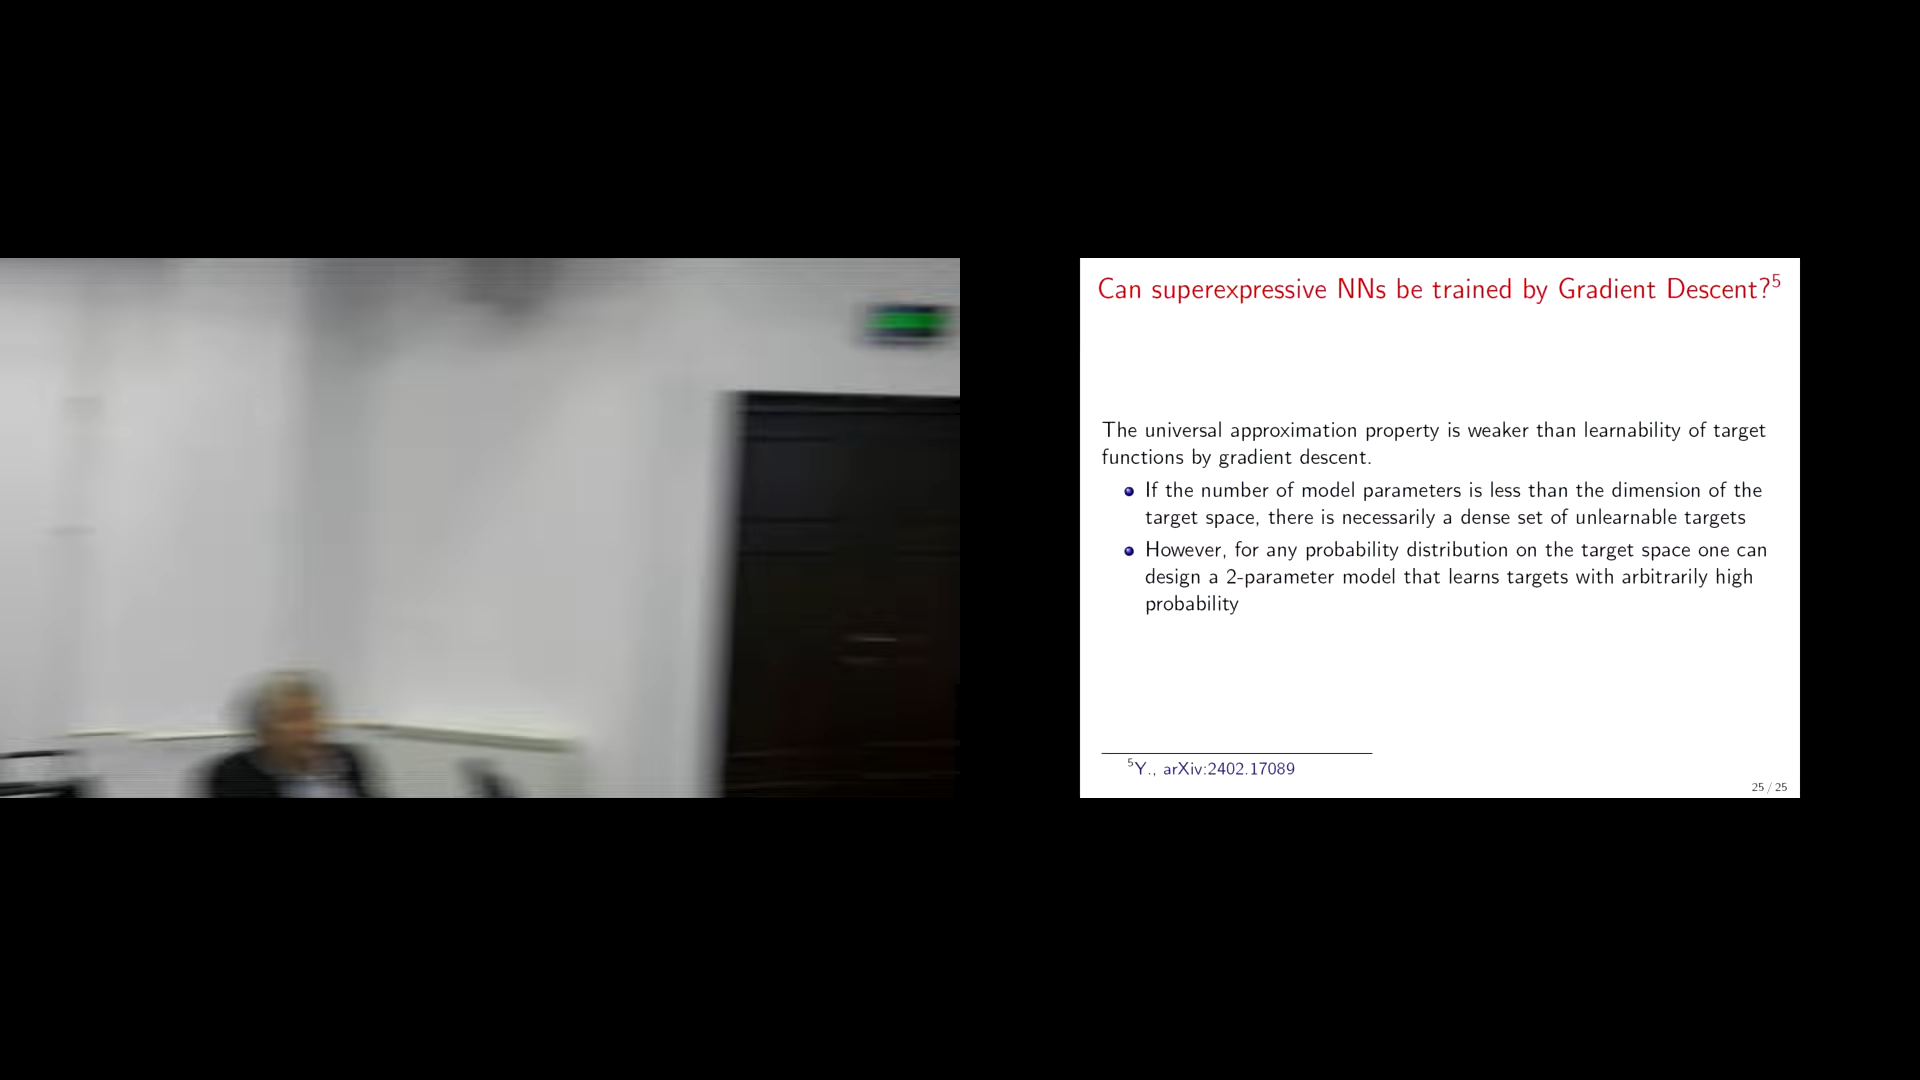 Can superexpressive NNs be trained by Gradient Descent?5
The universal approximation property is weaker than learnability of target
functions by gradient descent.
If the number of model parameters is less than the dimension of the
target space, there is necessarily a dense set of unlearnable targets
However, for any probability distribution on the target space one can
design a 2-parameter model that learns targets with arbitrarily high
probability
5Y., arXiv:2402.17089
25 / 25